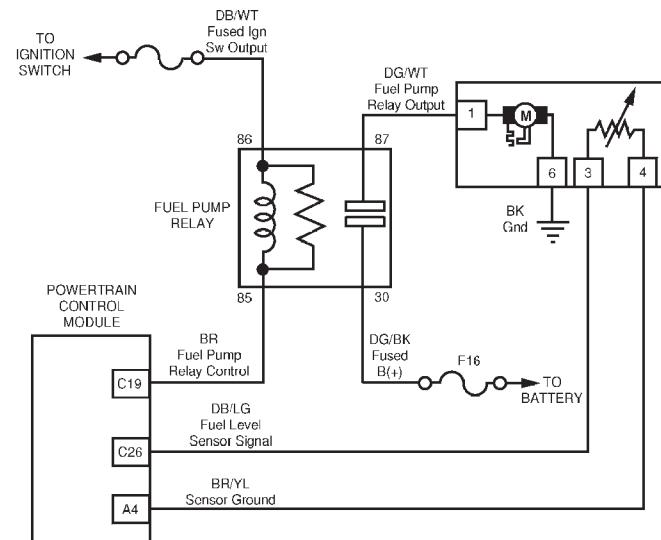 DB/WT
Fused Ign
Sw Output
TO
IGNITION
SWITCH
DG/WT
Fuel Pump
Relay Output
1
M
6
3
4
86
87
BK
Gnd
FUEL PUMP
RELAY
85
30
POWERTRAIN
CONTROL
MODULE
BR
Fuel Pump
Relay Control
DG/BK
Fused
B(+)
F16
TO
BATTERY
C19
DB/LG
Fuel Level
Sensor Signal
C26
BR/YL
Sensor Ground
A4